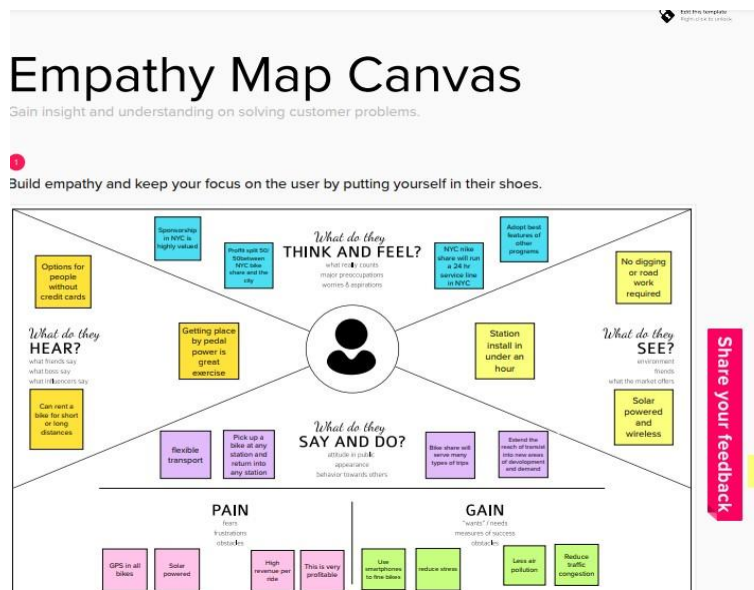 Edit this template
Right-click to unlock
Empathy Map Canvas
Gain insight and understanding on solving customer problems.
1
Build empathy and keep your focus on the user by putting yourself in their shoes.
What do they
THINK AND FEEL?
what really counts
major preoccupations
worries & aspirations
Sponsorship
in NYC is
highly valued
Profit split 50/
50between
NYC bike
share and the
city
NYC nike
share will run
a 24 hr
service line
in NYC
Adopt best
features of
other
programs
Options for
people
without
credit cards
Getting place
by pedal
power is
great
exercise
What do they
HEAR?
what friends say
what boss say
what influencers say
Can rent a
bike for short
or long
distances
No digging
or road
work
required
Station
install in
under an
hour
What do they
SEE?
environment
friends
what the market offers
Solar
powered
and
wireless
What do they
SAY AND DO?
attitude in public
appearance
behavior towards others
flexible
transport
Pick up a
bike at any
station and
return into
any station
Bike share will
serve many
types of trips
Extend the
reach of transist
into new areas
of devolopment
and demand
PAIN
fears
frustrations
obstacles
GPS in all
bikes
Solar
powered
High
revenue per
ride
This is very
profitable
GAIN
"wants" / needs
measures of success
obstacles
Use
smartphones
to fine bikes
reduce stress
Less air
pollution
Reduce
traffic
congestion
Share your feedback